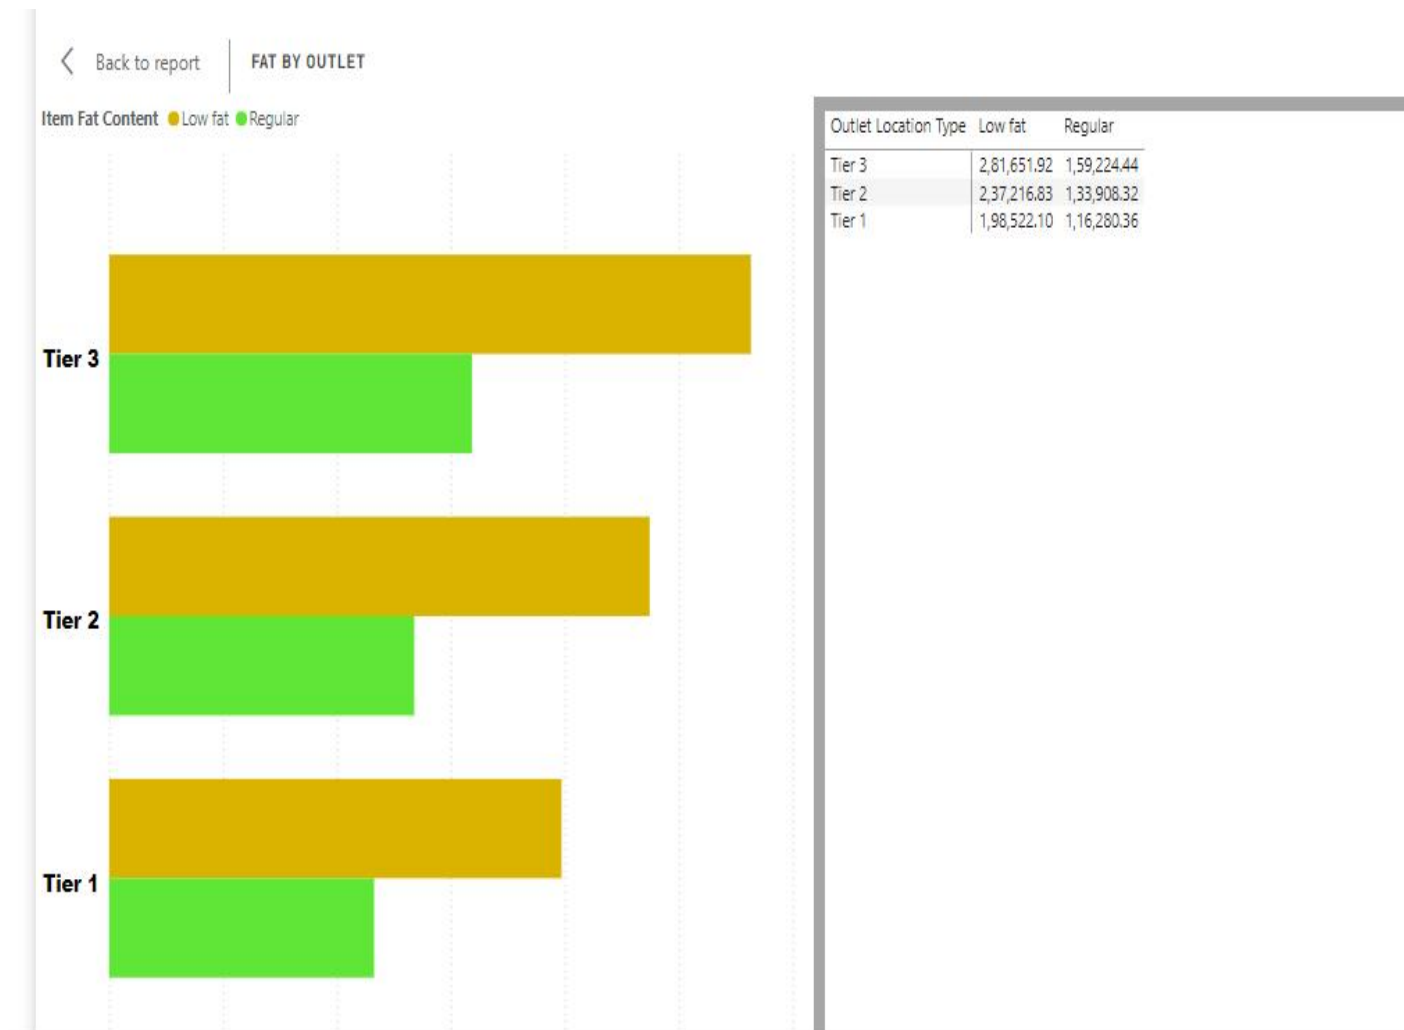 Back to report FAT BY OUTLET
Item Fat Content Low fat Regular
Tier 3
Tier 2
Tier 1
Outlet Location Type Low fat Regular
Tier 3 2,81,651.92 1,59,224.44
Tier 2 2,37,216.83 1,33,908.32
Tier 1 1,98,522.10 1,16,280.36